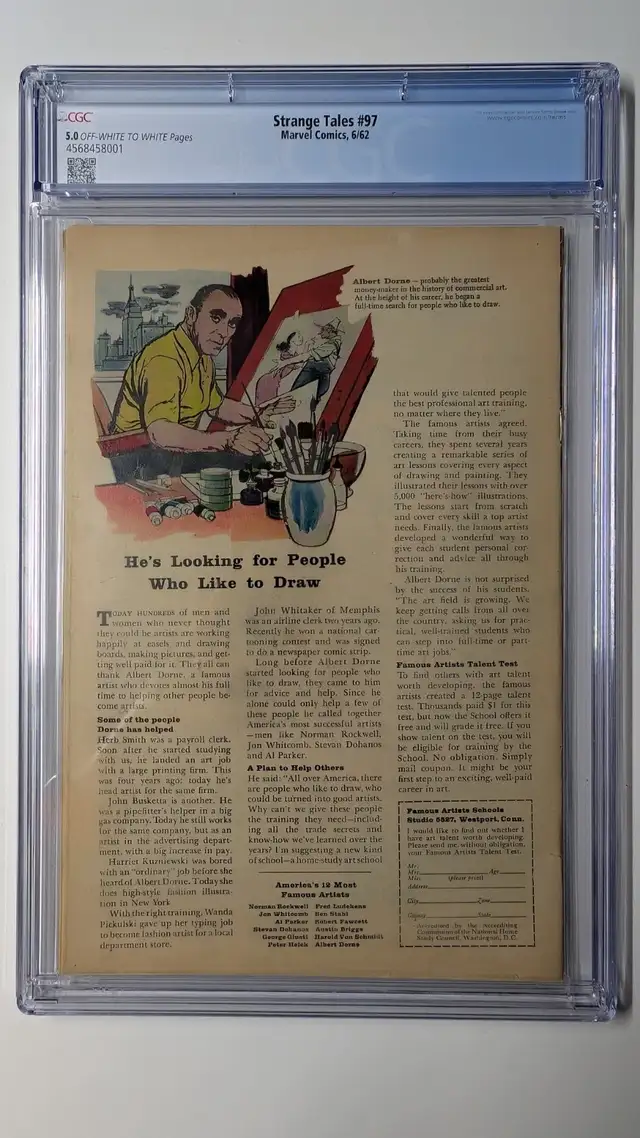 CGC
5.0 OFF-WHITE TO WHITE Pages
4568458001
Strange Tales #97
Marvel Comics, 6/62
Albert Dorne – probably the greatest
money-maker in the history of commercial art.
At the height of his career, he began a
full-time search for people who like to draw.
He's Looking for People
Who Like to Draw
TODAY HUNDREDS of men and
women who never thought
they could be artists are working
happily at easels and drawing
boards, making pictures, and get-
ting well paid for it. They all can
thank Albert Dorne, a famous
artist who devotes almost his full
time to helping other people be-
come artists.
Some of the people
Dorne has helped
Herb Smith was a payroll clerk.
Soon after he started studying
with us, he landed an art job
with a large printing firm. This
was four years ago: today he's
head artist for the same firm.
John Busketta is another. He
was a pipefitter's helper in a big
gas company. Today he still works
for the same company, but as an
artist in the advertising depart-
ment, with a big increase in pay.
Harriet Kuzniewski was bored
with an "ordinary" job before she
heard of Albert Dorne. Today she
does high-style fashion illustra-
tion in New York
With the right training, Wanda
Pickulski gave up her typing job
to become fashion artist for a local
department store.
John Whitaker of Memphis
was an airline clerk two years ago.
Recently he won a national car-
tooning contest and was signed
to do a newspaper comic strip.
Long before Albert Dorne
started looking for people who
like to draw, they came to him
for advice and help. Since he
alone could only help a few of
these people he called together
America's most successful artists
—men like Norman Rockwell,
Jon Whitcomb, Stevan Dohanos
and Al Parker.
A Plan to Help Others
He said: "All over America, there
are people who like to draw, who
could be turned into good artists.
Why can't we give these people
the training they need—includ-
ing all the trade secrets and
know-how we've learned over the
years? I'm suggesting a new kind
of school—a home-study art school
America's 12 Most
Famous Artists
Norman Rockwell Fred Ludekens
Jon Whitcomb Ben Stahl
Al Parker Robert Fawcett
Stevan Dohanos Austin Briggs
George Giusti Harold Von Schmidt
Peter Helck Albert Dorne
that would give talented people
the best professional art training,
no matter where they live."
The famous artists agreed.
Taking time from their busy
careers, they spent several years
creating a remarkable series of
art lessons covering every aspect
of drawing and painting. They
illustrated their lessons with over
5,000 "here's how" illustrations.
The lessons start from scratch
and cover every skill a top artist
needs. Finally, the famous artists
developed a wonderful way to
give each student personal cor-
rection and advice all through
his training.
Albert Dorne is not surprised
by the success of his students.
"The art field is growing. We
keep getting calls from all over
the country, asking us for prac-
tical, well-trained students who
can step into full-time or part-
time art jobs."
Famous Artists Talent Test
To find others with art talent
worth developing, the famous
artists created a 12-page talent
test. Thousands paid $1 for this
test, but now the School offers it
free and will grade it free. If you
show talent on the test, you will
be eligible for training by the
School. No obligation. Simply
mail coupon. It might be your
first step to an exciting, well-paid
career in art.
Famous Artists Schools
Studio 5827, Westport, Conn.
I would like to find out whether I
have art talent worth developing.
Please send me, without obligation,
your Famous Artists Talent Test.
Mr.
Mrs. Age
Miss (please print)
Address
City Zone
County State
Accredited by the Accrediting
Commission of the National Home
Study Council, Washington, D.C.